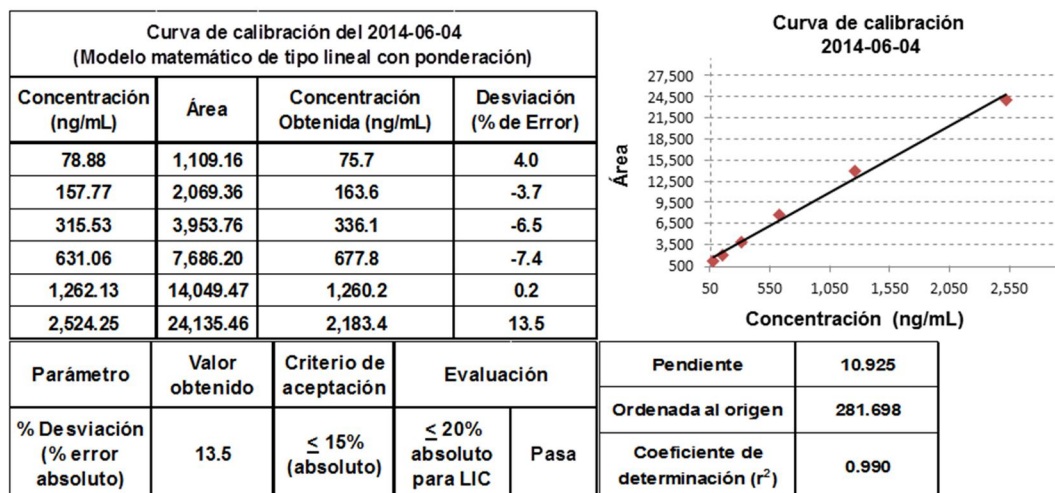 Curva de calibración del 2014-06-04
(Modelo matemático de tipo lineal con ponderación)
Concentración (ng/mL) Área Concentración Obtenida (ng/mL) Desviación (% de Error)
78.88 1,109.16 75.7 4.0
157.77 2,069.36 163.6 -3.7
315.53 3,953.76 336.1 -6.5
631.06 7,686.20 677.8 -7.4
1,262.13 14,049.47 1,260.2 0.2
2,524.25 24,135.46 2,183.4 13.5
Curva de calibración
2014-06-04
Área
27,500
24,500
21,500
18,500
15,500
12,500
9,500
6,500
3,500
500
50 550 1,050 1,550 2,050 2,550
Concentración (ng/mL)
Parámetro Valor obtenido Criterio de aceptación Evaluación
% Desviación (% error absoluto) 13.5 ≤ 15% (absoluto) ≤ 20% absoluto para LIC Pasa
Pendiente 10.925
Ordenada al origen 281.698
Coeficiente de determinación (r²) 0.990